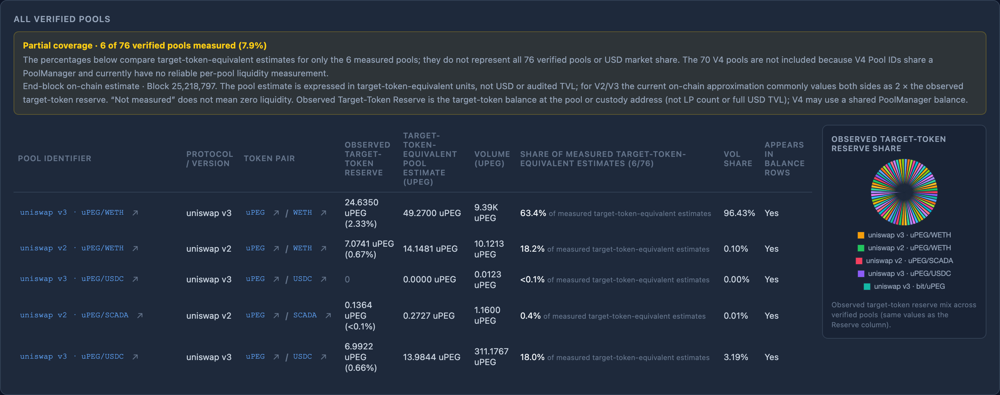 ALL VERIFIED POOLS
Partial coverage · 6 of 76 verified pools measured (7.9%)
The percentages below compare target-token-equivalent estimates for only the 6 measured pools; they do not represent all 76 verified pools or USD market share. The 70 V4 pools are not included because V4 Pool IDs share a
PoolManager and currently have no reliable per-pool liquidity measurement.
End-block on-chain estimate · Block 25,218,797. The pool estimate is expressed in target-token-equivalent units, not USD or audited TVL; for V2/V3 the current on-chain approximation commonly values both sides as 2 × the observed
target-token reserve. “Not measured” does not mean zero liquidity. Observed Target-Token Reserve is the target-token balance at the pool or custody address (not LP count or full USD TVL); V4 may use a shared PoolManager balance.
POOL IDENTIFIER
PROTOCOL
/ VERSION
TOKEN PAIR
OBSERVED
TARGET-
TOKEN
RESERVE
TARGET-
TOKEN-
EQUIVALENT
POOL
ESTIMATE
(UPEG)
VOLUME
(UPEG)
SHARE OF MEASURED TARGET-TOKEN-
EQUIVALENT ESTIMATES (6/76)
VOL
SHARE
APPEARS
IN
BALANCE
ROWS
uniswap v3 · uPEG/WETH ↗
uniswap v3
uPEG ↗ / WETH ↗
24.6350
uPEG
(2.33%)
49.2700 uPEG
9.39K
uPEG
63.4% of measured target-token-equivalent estimates
96.43%
Yes
uniswap v2 · uPEG/WETH ↗
uniswap v2
uPEG ↗ / WETH ↗
7.0741 uPEG
(0.67%)
14.1481 uPEG
10.1213
uPEG
18.2% of measured target-token-equivalent estimates
0.10%
Yes
uniswap v3 · uPEG/USDC ↗
uniswap v3
uPEG ↗ / USDC ↗
0
0.0000 uPEG
0.0123
uPEG
<0.1% of measured target-token-equivalent estimates
0.00%
Yes
uniswap v2 · uPEG/SCADA ↗
uniswap v2
uPEG ↗ / SCADA ↗
0.1364
uPEG
(<0.1%)
0.2727 uPEG
1.1600
uPEG
0.4% of measured target-token-equivalent estimates
0.01%
Yes
uniswap v3 · uPEG/USDC ↗
uniswap v3
uPEG ↗ / USDC ↗
6.9922
uPEG
(0.66%)
13.9844 uPEG
311.1767
uPEG
18.0% of measured target-token-equivalent estimates
3.19%
Yes
OBSERVED TARGET-TOKEN
RESERVE SHARE
uniswap v3 · uPEG/WETH
uniswap v2 · uPEG/WETH
uniswap v2 · uPEG/SCADA
uniswap v3 · uPEG/USDC
uniswap v3 · bit/uPEG
Observed target-token reserve mix across
verified pools (same values as the
Reserve column).